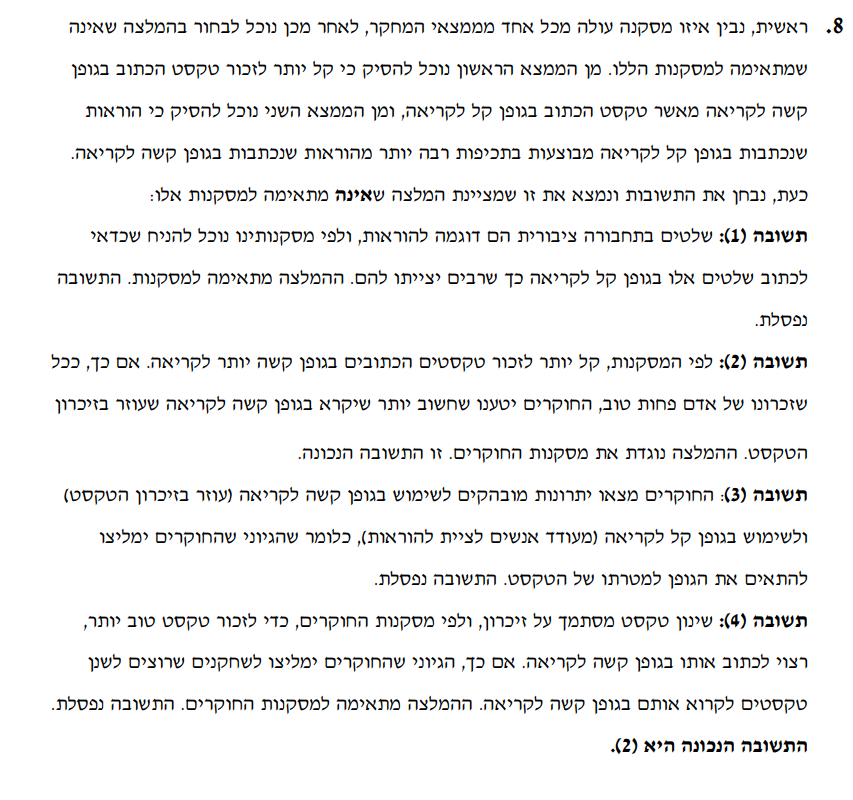 8. ראשית, נבין איזו מסקנה עולה מכל אחד מממצאי המחקר, לאחר מכן נוכל לבחור בהמלצה שאינה
שמתאימה למסקנות הללו. מן הממצא הראשון נוכל להסיק כי קל יותר לזכור טקסט הכתוב בגופן
קשה לקריאה מאשר טקסט הכתוב בגופן קל לקריאה, ומן הממצא השני נוכל להסיק כי הוראות
שנכתבות בגופן קל לקריאה מבוצעות בתכיפות רבה יותר מהוראות שנכתבות בגופן קשה לקריאה.
כעת, נבחן את התשובות ונמצא את זו שמציינת המלצה שאינה מתאימה למסקנות אלו:
תשובה (1): שלטים בתחבורה ציבורית הם דוגמה להוראות, ולפי מסקנותינו נוכל להניח שכדאי
לכתוב שלטים אלו בגופן קל לקריאה כך שרבים יצייתו להם. ההמלצה מתאימה למסקנות. התשובה
נפסלת.
תשובה (2): לפי המסקנות, קל יותר לזכור טקסטים הכתובים בגופן קשה יותר לקריאה. אם כך, ככל
שזכרונו של אדם פחות טוב, החוקרים יטענו שחשוב יותר שיקרא בגופן קשה לקריאה שעוזר בזיכרון
הטקסט. ההמלצה נוגדת את מסקנות החוקרים. זו התשובה הנכונה.
תשובה (3): החוקרים מצאו יתרונות מובהקים לשימוש בגופן קשה לקריאה (עוזר בזיכרון הטקסט)
ולשימוש בגופן קל לקריאה (מעודד אנשים לציית להוראות), כלומר שהגיוני שהחוקרים ימליצו
להתאים את הגופן למטרתו של הטקסט. התשובה נפסלת.
תשובה (4): שינון טקסט מסתמך על זיכרון, ולפי מסקנות החוקרים, כדי לזכור טקסט טוב יותר,
רצוי לכתוב אותו בגופן קשה לקריאה. אם כך, הגיוני שהחוקרים ימליצו לשחקנים שרוצים לשנן
טקסטים לקרוא אותם בגופן קשה לקריאה. ההמלצה מתאימה למסקנות החוקרים. התשובה נפסלת.
התשובה הנכונה היא (2).